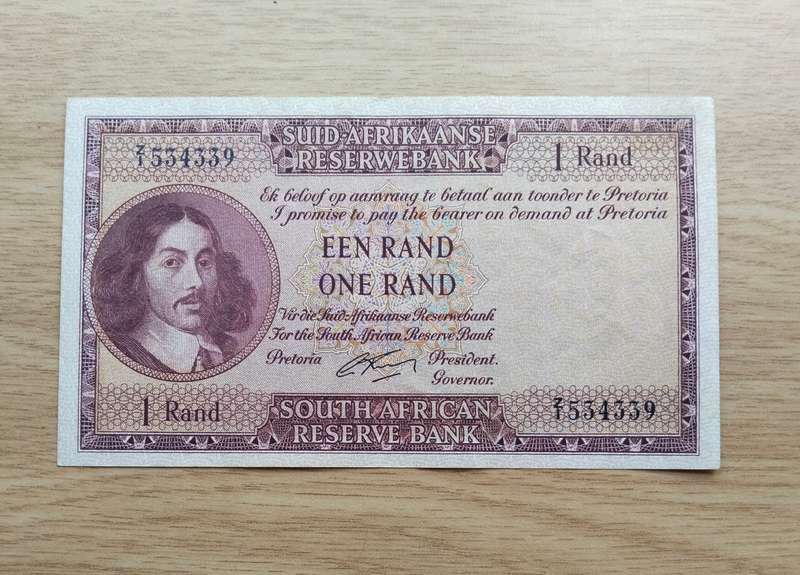 SUID-AFRIKAANSE
RESERWEBANK
Z/1 534339
1 Rand
Ek beloof op aanvraag te betaal aan toonder te Pretoria
I promise to pay the bearer on demand at Pretoria
EEN RAND
ONE RAND
Vir die Suid-Afrikaanse Reserwebank
For the South African Reserve Bank
Pretoria President.
Governor.
1 Rand
SOUTH AFRICAN
RESERVE BANK
Z/1 534339